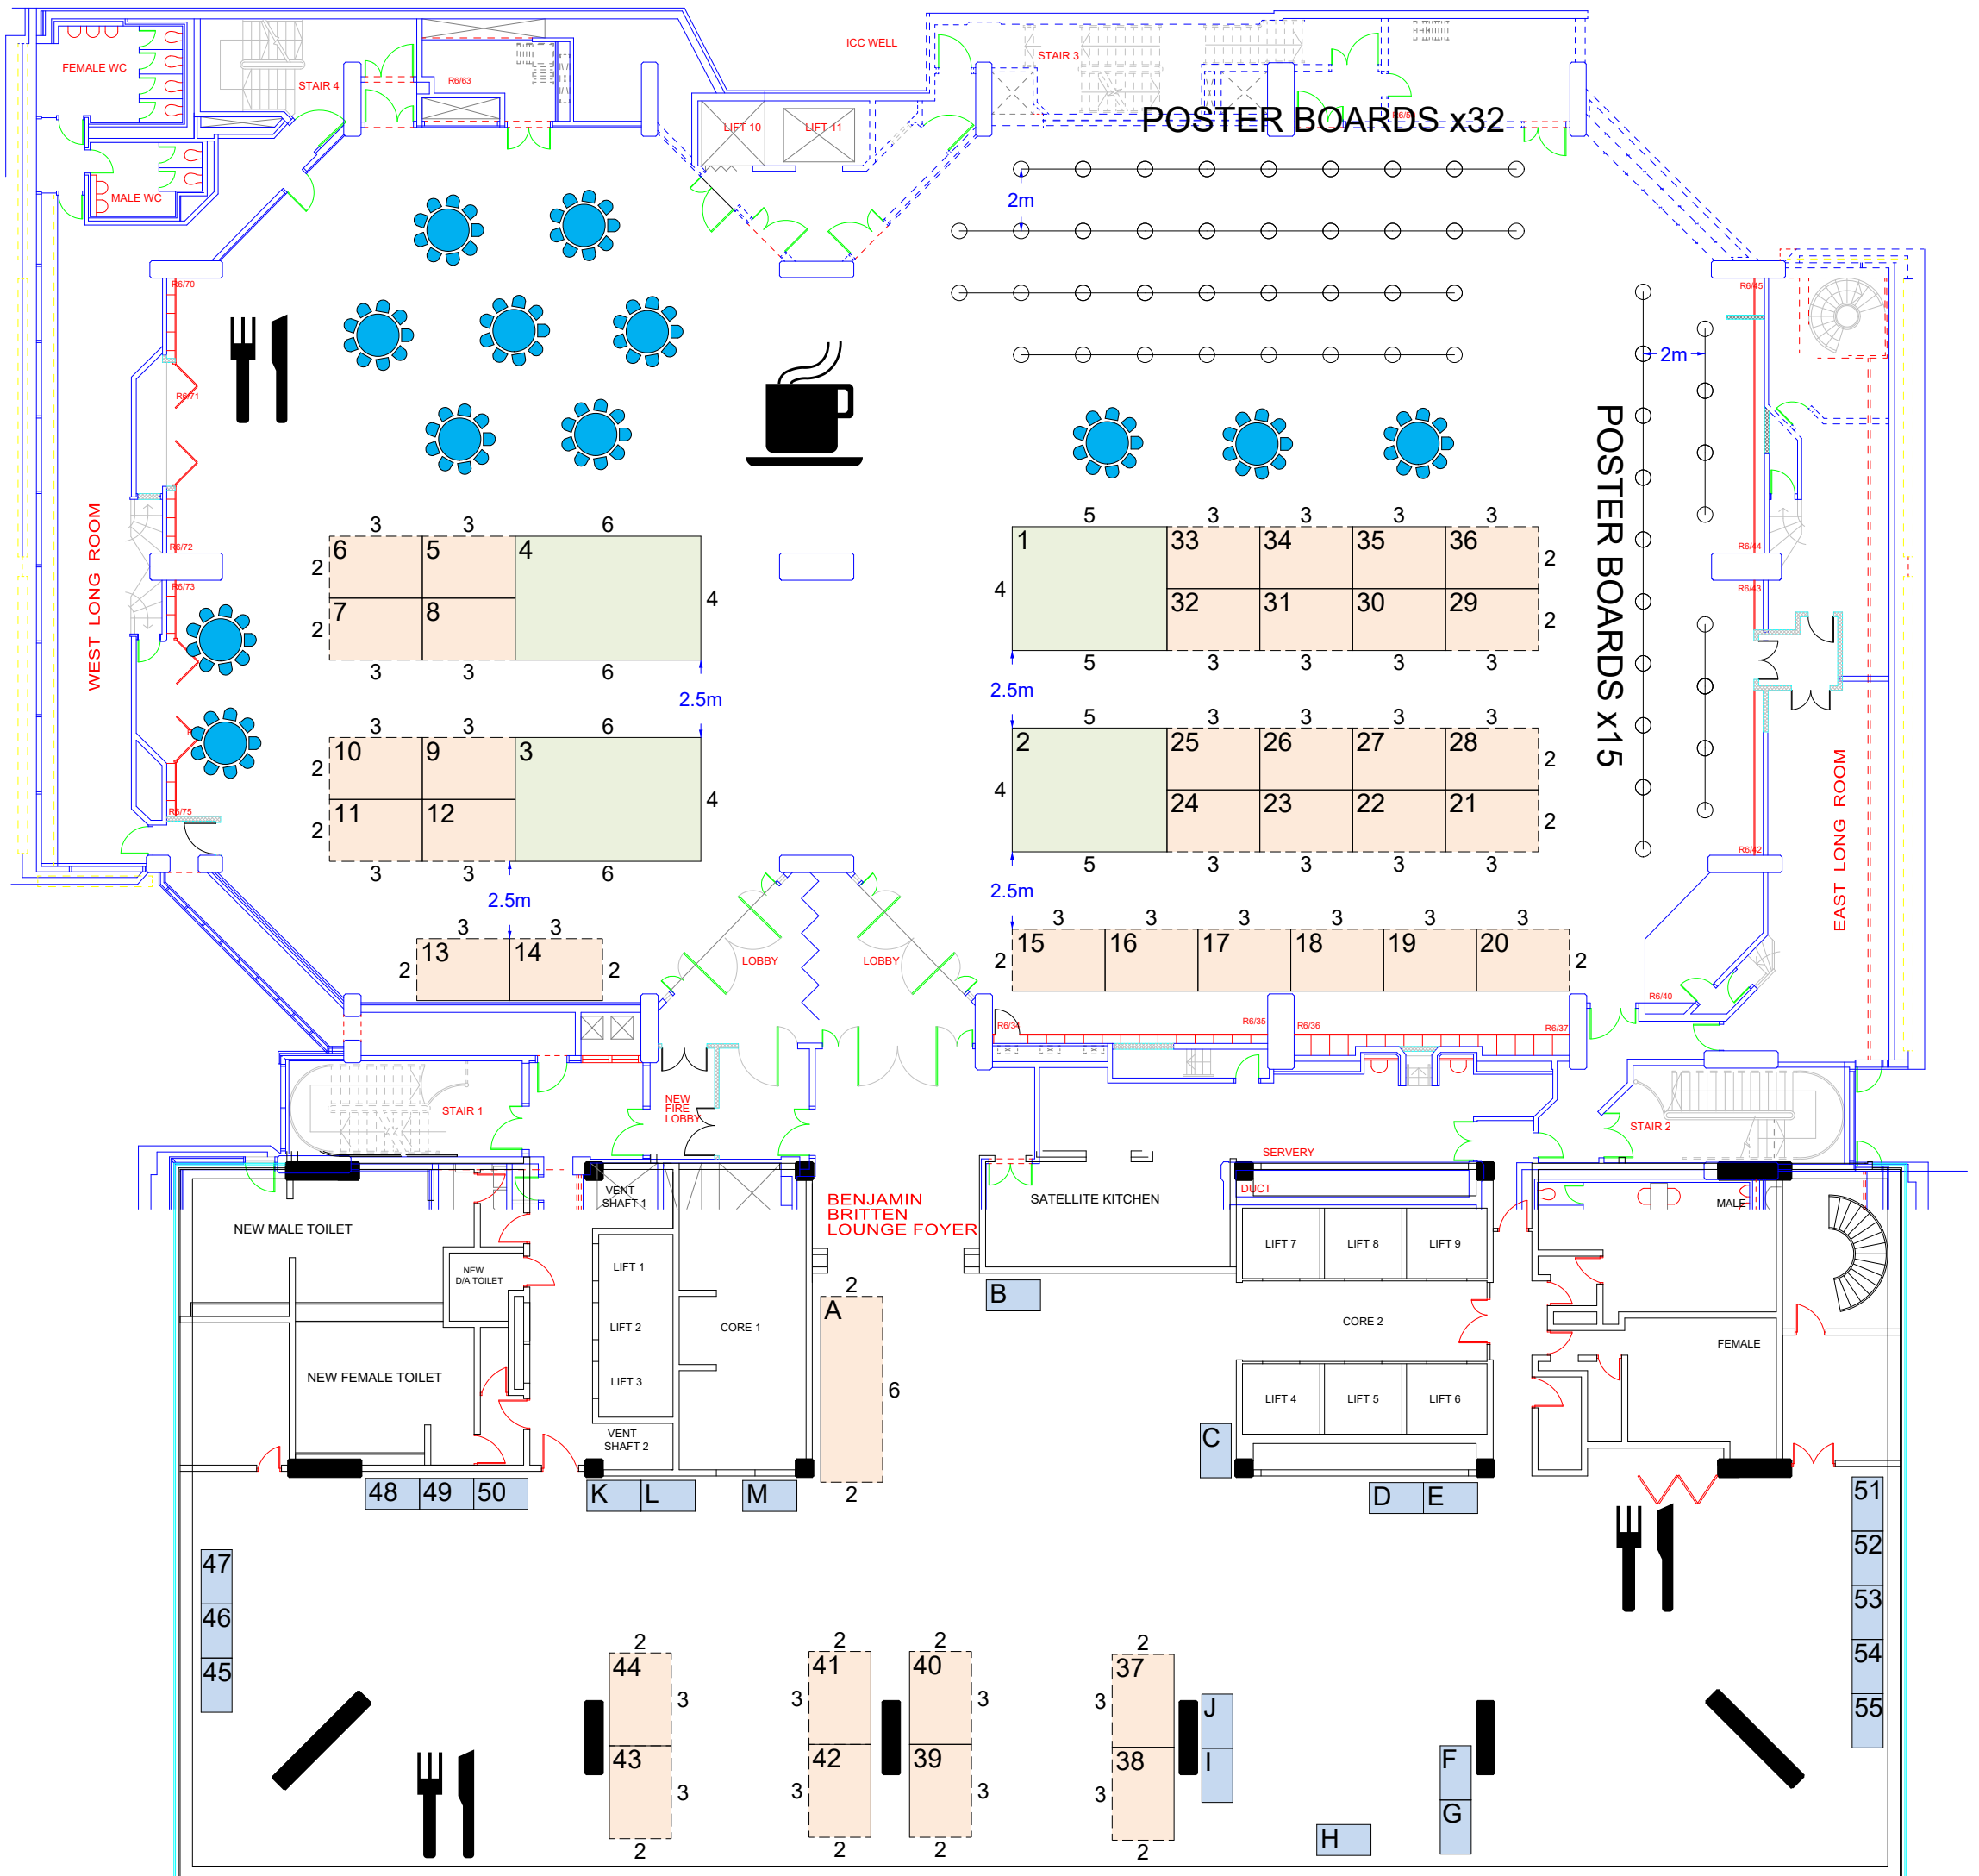 ICC WELL
STAIR 3
FEMALE WC
STAIR 4
R6/63
POSTER BOARDS x32
LIFT 10
LIFT 11
MALE WC
2m
R6/70
R6/45
2m
R6/71
POSTER BOARDS x15
WEST LONG ROOM
3 3 6
6 5 4
2
7 8
2
4
3 3 6
5 3 3 3 3
1 33 34 35 36
2
4
32 31 30 29
2
5 3 3 3 3
R6/72
R6/73
R6/44
R6/43
2.5m
2.5m
3 3 6
10 9 3
2
11 12
2
4
3 3 6
5 3 3 3 3
2 25 26 27 28
2
4
24 23 22 21
2
5 3 3 3 3
R6/75
R6/42
EAST LONG ROOM
2.5m
2.5m
3 3
13 14
2 2
3 3 3 3 3 3
15 16 17 18 19 20
2 2
LOBBY
LOBBY
R6/40
R6/34
R6/35
R6/36
R6/37
STAIR 1
NEW
FIRE
LOBBY
STAIR 2
SERVERY
VENT
SHAFT 1
DUCT
BENJAMIN
BRITTEN
LOUNGE FOYER
SATELLITE KITCHEN
MALE
NEW MALE TOILET
LIFT 7
LIFT 8
LIFT 9
NEW
D/A TOILET
LIFT 1
2
A
6
2
B
LIFT 2
CORE 1
CORE 2
FEMALE
NEW FEMALE TOILET
LIFT 3
LIFT 4
LIFT 5
LIFT 6
VENT
SHAFT 2
C
48 49 50
K L
M
D E
51
52
53
54
55
47
46
45
2
44
3
43
3
2
2
41
3
42
3
2
2
40
3
39
3
2
2
37
3
38
3
2
J
I
F
G
H